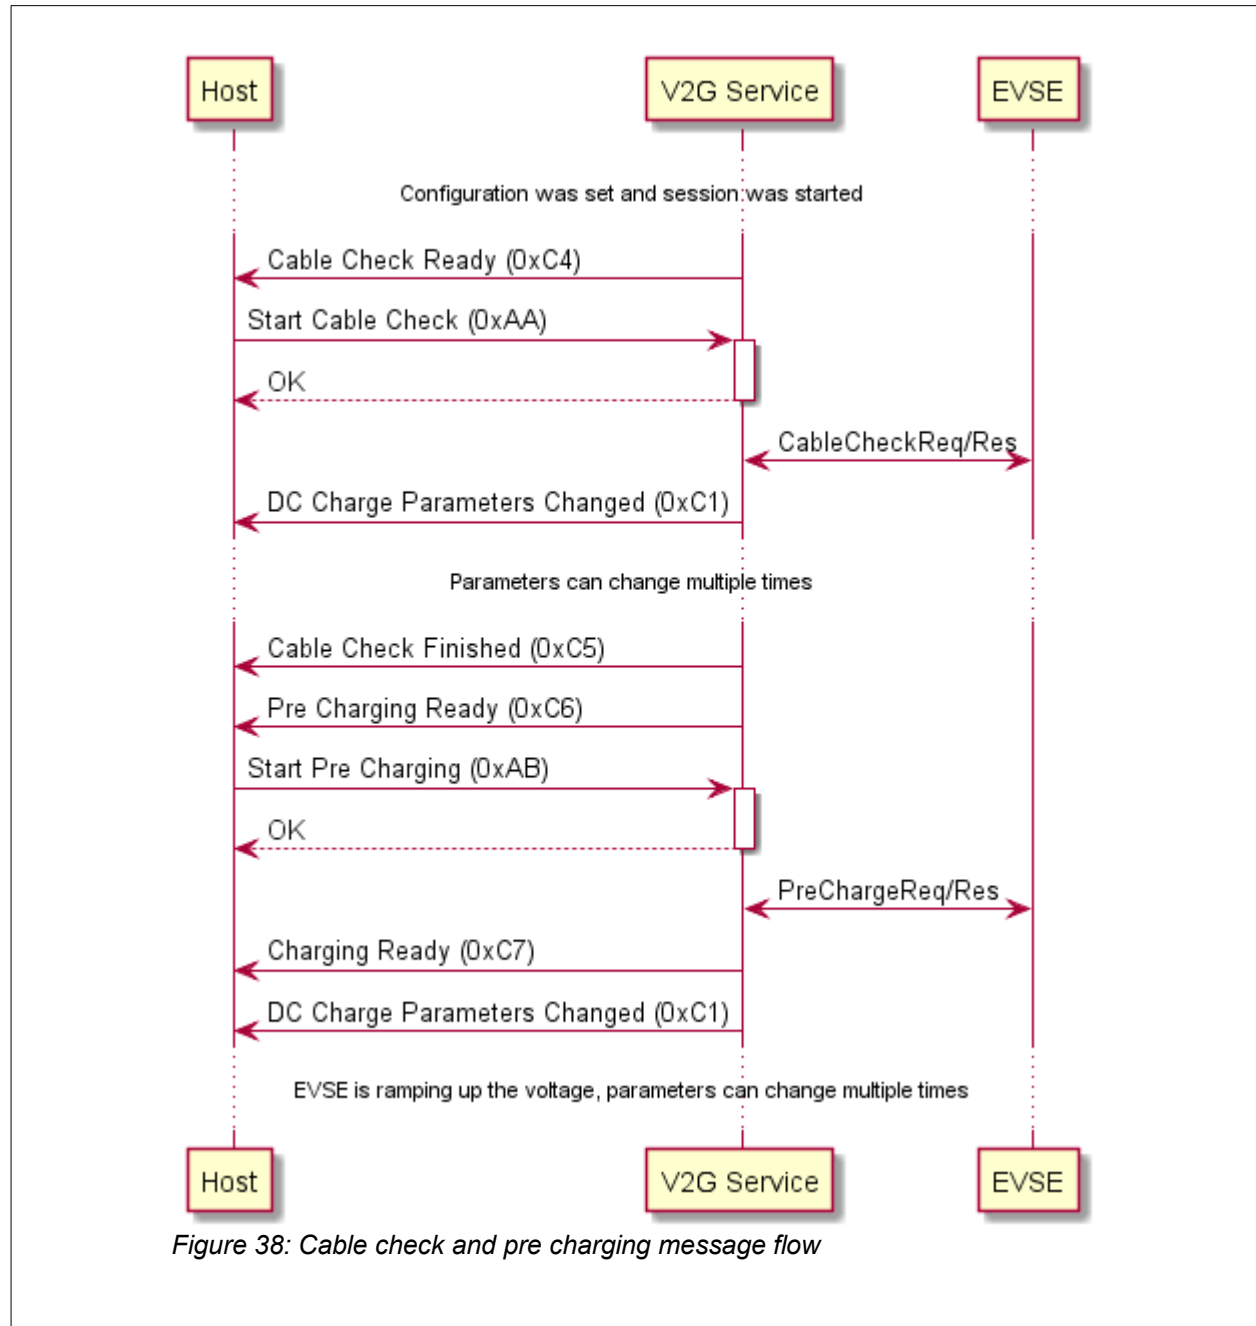 Host V2G Service EVSE
Configuration was set and session was started
Cable Check Ready (0xC4)
Start Cable Check (0xAA)
OK
CableCheckReq/Res
DC Charge Parameters Changed (0xC1)
Parameters can change multiple times
Cable Check Finished (0xC5)
Pre Charging Ready (0xC6)
Start Pre Charging (0xAB)
OK
PreChargeReq/Res
Charging Ready (0xC7)
DC Charge Parameters Changed (0xC1)
EVSE is ramping up the voltage, parameters can change multiple times
Host V2G Service EVSE
Figure 38: Cable check and pre charging message flow